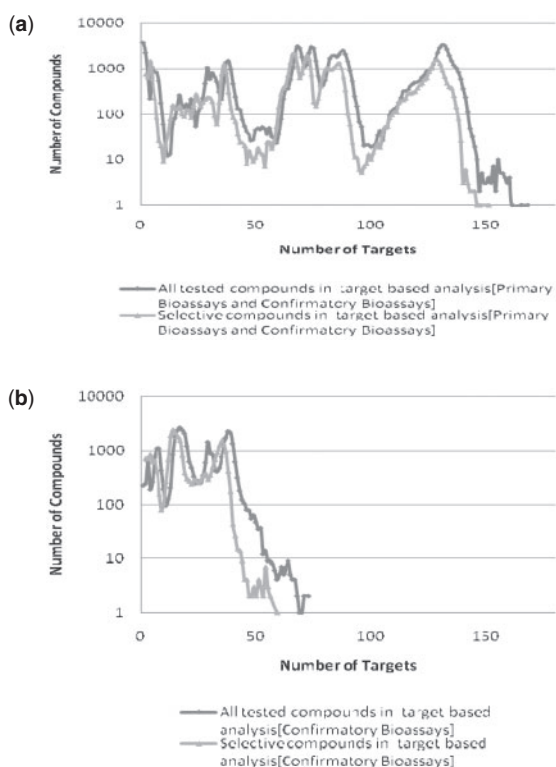 (a)
10000
1000
100
10
1
Number of Compounds
0 50 100 150
Number of Targets
All tested compounds in target based analysis[Primary
Bioassays and Confirmatory Bioassays]
Selective compounds in target based analysis[Primary
Bioassays and Confirmatory Bioassays]
(b)
10000
1000
100
10
1
Number of Compounds
0 50 100 150
Number of Targets
All tested compounds in target based
analysis[Confirmatory Bioassays]
Selective compounds in target based
analysis[Confirmatory Bioassays]